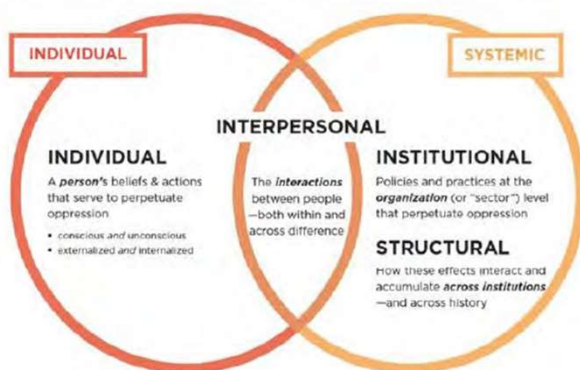 INDIVIDUAL
SYSTEMIC
INTERPERSONAL
INDIVIDUAL
A person's beliefs & actions
that serve to perpetuate
oppression
• conscious and unconscious
• externalized and internalized
The interactions
between people
—both within and
across difference
INSTITUTIONAL
Policies and practices at the
organization (or "sector") level
that perpetuate oppression
STRUCTURAL
How these effects interact and
accumulate across institutions
—and across history